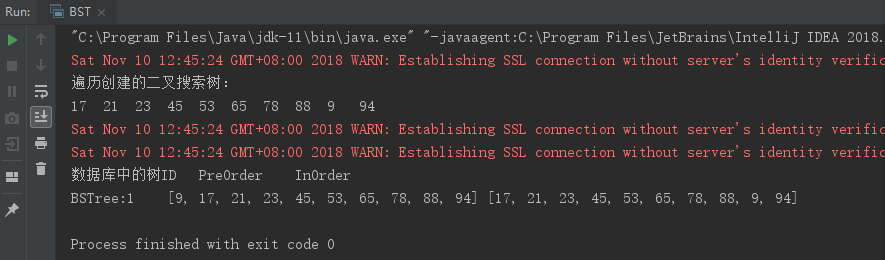 Run: BST ×
"C:\Program Files\Java\jdk-11\bin\java.exe" "-javaagent:C:\Program Files\JetBrains\IntelliJ IDEA 2018.
Sat Nov 10 12:45:24 GMT+08:00 2018 WARN: Establishing SSL connection without server's identity verific
遍历创建的二叉搜索树:
17 21 23 45 53 65 78 88 9 94
Sat Nov 10 12:45:24 GMT+08:00 2018 WARN: Establishing SSL connection without server's identity verific
Sat Nov 10 12:45:24 GMT+08:00 2018 WARN: Establishing SSL connection without server's identity verific
数据库中的树ID PreOrder InOrder
BSTree:1 [9, 17, 21, 23, 45, 53, 65, 78, 88, 94] [17, 21, 23, 45, 53, 65, 78, 88, 9, 94]
Process finished with exit code 0